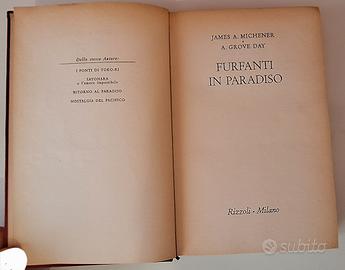 Dello stesso Autore:
I PONTI DI TOKO-RI
SAYONARA
o l'amore impossibile
RITORNO AL PARADISO
NOSTALGIA DEL PACIFICO
JAMES A. MICHENER
A. GROVE DAY
FURFANTI
IN PARADISO
Rizzoli - Milano
subito